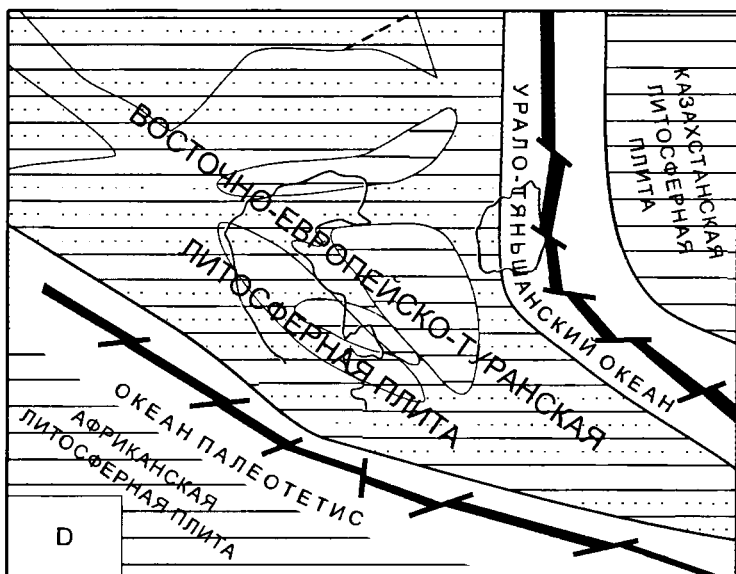 ВОСТОЧНО-ЕВРОПЕЙСКО-ТУРАНСКАЯ
ЛИТОСФЕРНАЯ ПЛИТА
УРАЛО-ТЯНЬШАНСКИЙ ОКЕАН
КАЗАХСТАНСКАЯ
ЛИТОСФЕРНАЯ
ПЛИТА
ОКЕАН ПАЛЕОТЕТИС
АФРИКАНСКАЯ
ЛИТОСФЕРНАЯ ПЛИТА
D